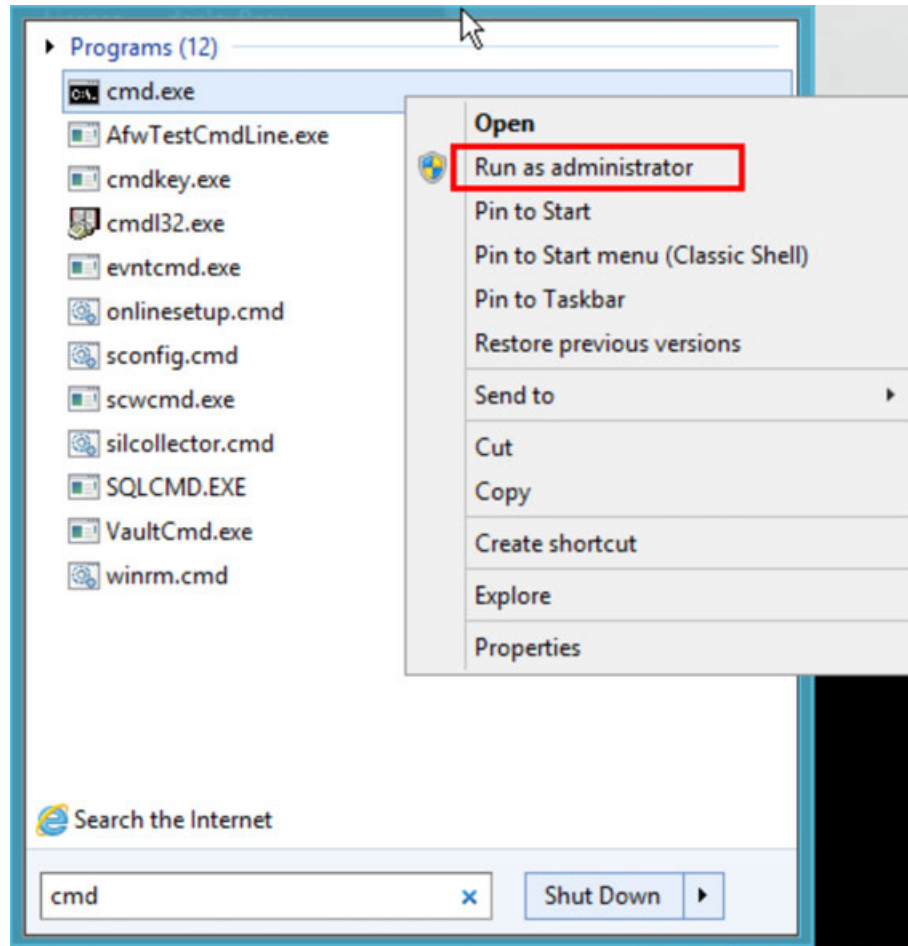 Programs (12)
cmd.exe
AfwTestCmdLine.exe
cmdkey.exe
cmdl32.exe
evntcmd.exe
onlinesetup.cmd
sconfig.cmd
scwcmd.exe
silcollector.cmd
SQLCMD.EXE
VaultCmd.exe
winrm.cmd
Open
Run as administrator
Pin to Start
Pin to Start menu (Classic Shell)
Pin to Taskbar
Restore previous versions
Send to
Cut
Copy
Create shortcut
Explore
Properties
Search the Internet
cmd
Shut Down